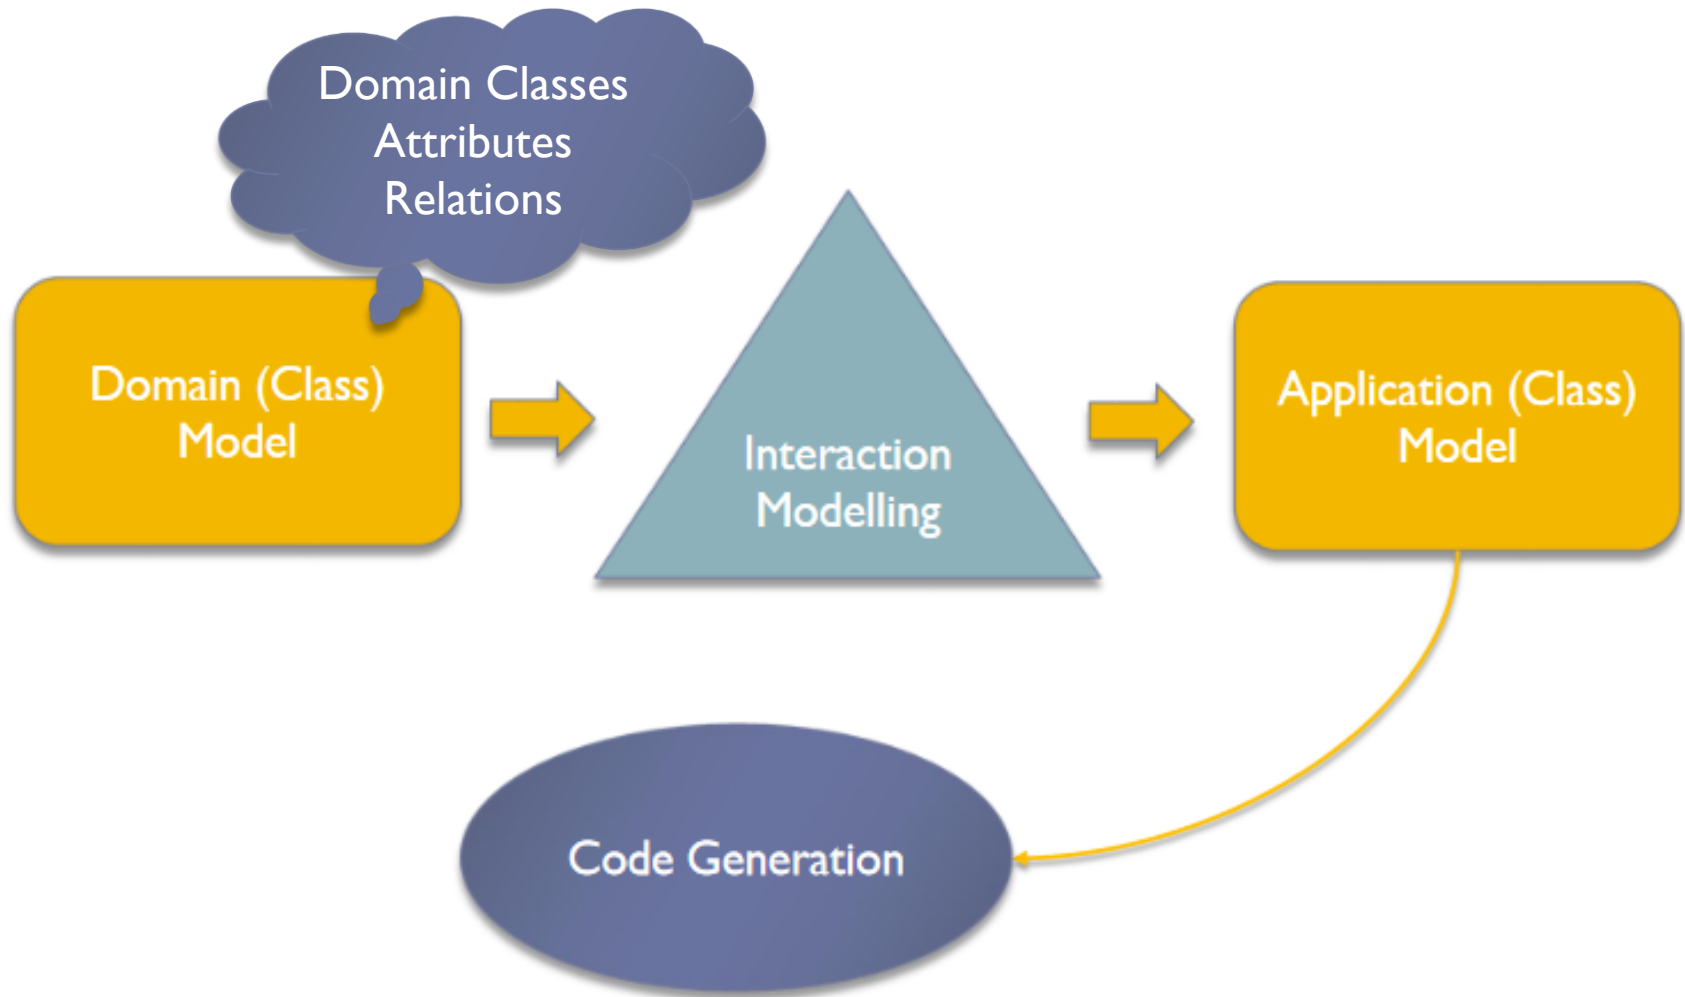 Domain Classes
Attributes
Relations
Domain (Class)
Model
Interaction
Modelling
Application (Class)
Model
Code Generation